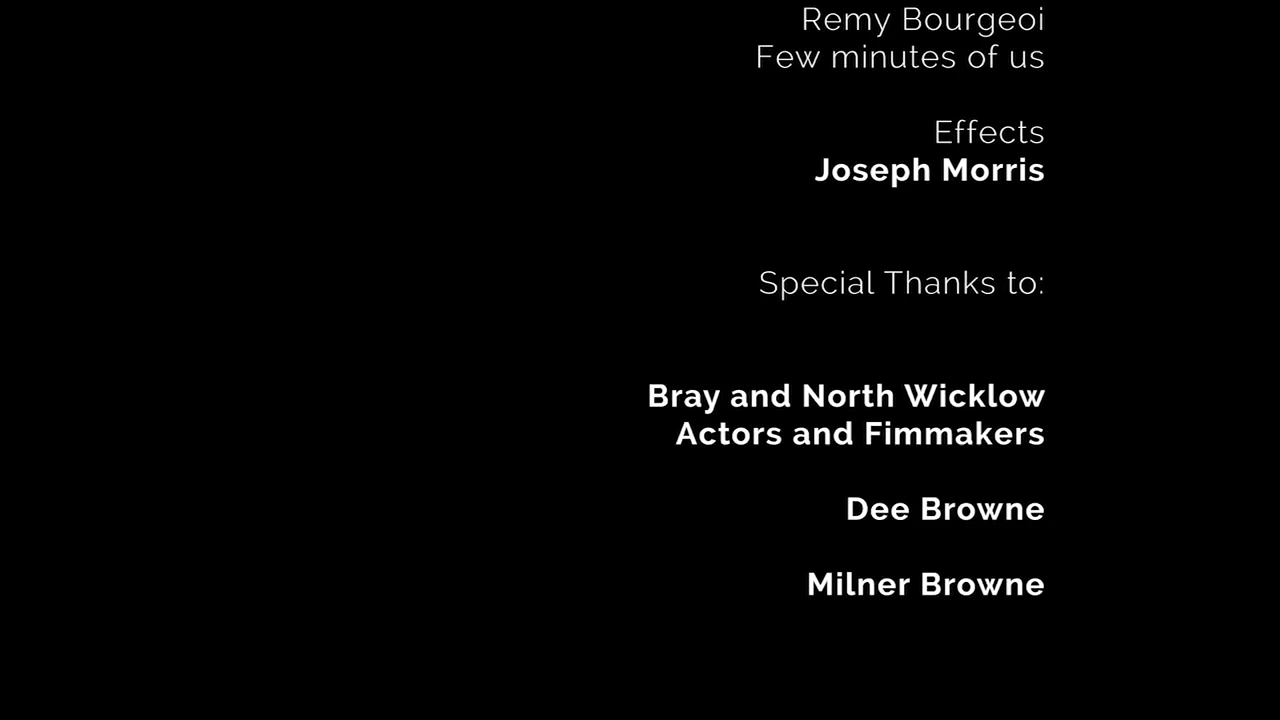 Remy Bourgeoi
Few minutes of us
Effects
Joseph Morris
Special Thanks to:
Bray and North Wicklow
Actors and Fimmakers
Dee Browne
Milner Browne